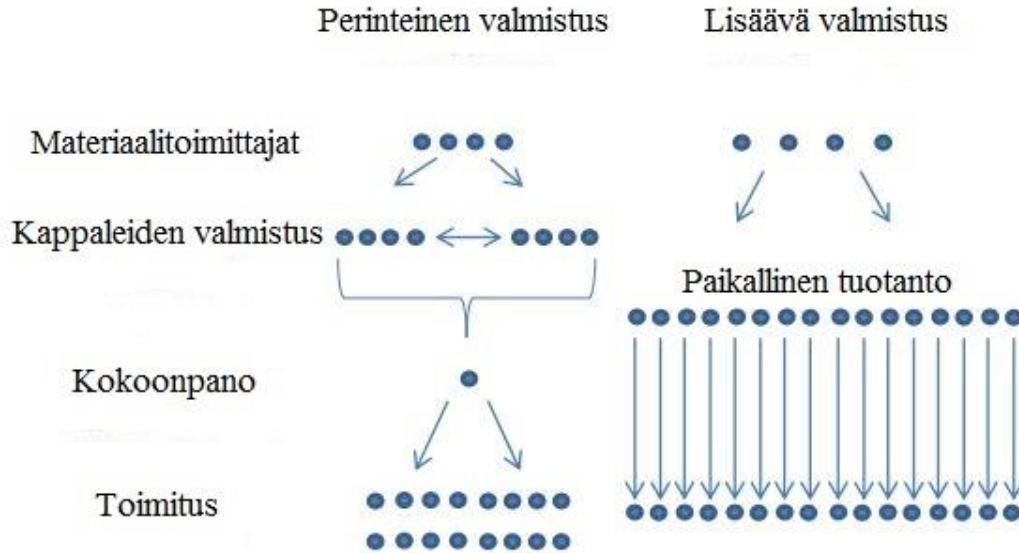 Perinteinen valmistus
Lisäävä valmistus
Materiaalitoimittajat
Kappaleiden valmistus
Paikallinen tuotanto
Kokoonpano
Toimitus